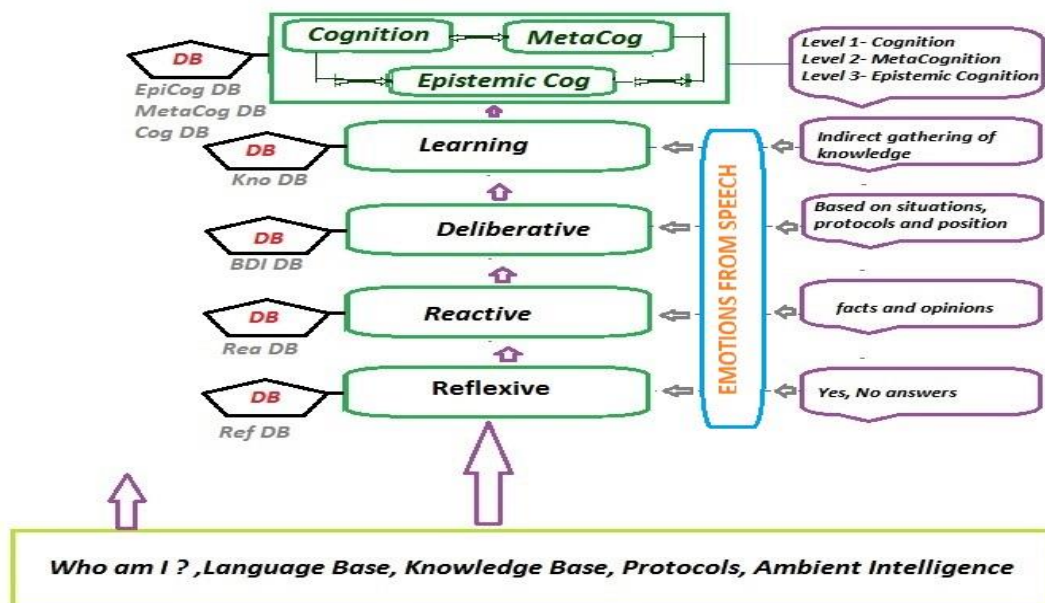 Cognition
MetaCog
Epistemic Cog
DB
EpiCog DB
MetaCog DB
Cog DB
Level 1- Cognition
Level 2- MetaCognition
Level 3- Epistemic Cognition
DB
Kno DB
Learning
Indirect gathering of
knowledge
DB
BDI DB
Deliberative
Based on situations,
protocols and position
DB
Rea DB
Reactive
facts and opinions
DB
Ref DB
Reflexive
Yes, No answers
EMOTIONS FROM SPEECH
Who am I ? ,Language Base, Knowledge Base, Protocols, Ambient Intelligence